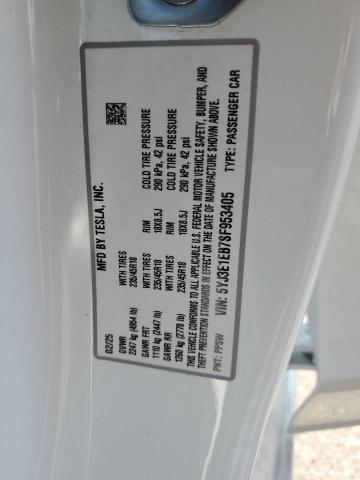 MFD BY TESLA, INC.
02/25
GVWR
2247 kg (4954 lb)
WITH TIRES
235/45R18
RIM
18X8.5J
COLD TIRE PRESSURE
290 kPa, 42 psi
GAWR FRT
1110 kg (2447 lb)
WITH TIRES
235/45R18
RIM
18X8.5J
COLD TIRE PRESSURE
290 kPa, 42 psi
GAWR RR
1260 kg (2778 lb)
WITH TIRES
235/45R18
RIM
18X8.5J
COLD TIRE PRESSURE
290 kPa, 42 psi
THIS VEHICLE CONFORMS TO ALL APPLICABLE U.S. FEDERAL MOTOR VEHICLE SAFETY, BUMPER, AND
THEFT PREVENTION STANDARDS IN EFFECT ON THE DATE OF MANUFACTURE SHOWN ABOVE.
VIN: 5YJ3E1EB7SF953405
TYPE: PASSENGER CAR
PNT: PPSW